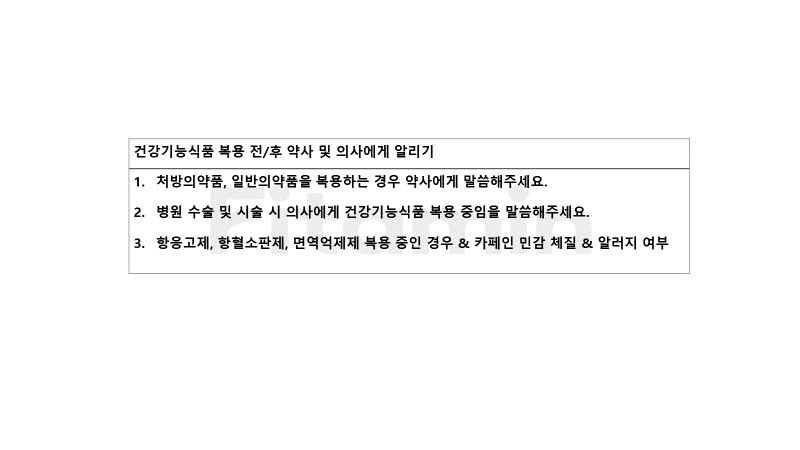 건강기능식품 복용 전/후 약사 및 의사에게 알리기
1. 처방의약품, 일반의약품을 복용하는 경우 약사에게 말씀해주세요.
2. 병원 수술 및 시술 시 의사에게 건강기능식품 복용 중임을 말씀해주세요.
3. 항응고제, 항혈소판제, 면역억제제 복용 중인 경우 & 카페인 민감 체질 & 알러지 여부
Fitamin